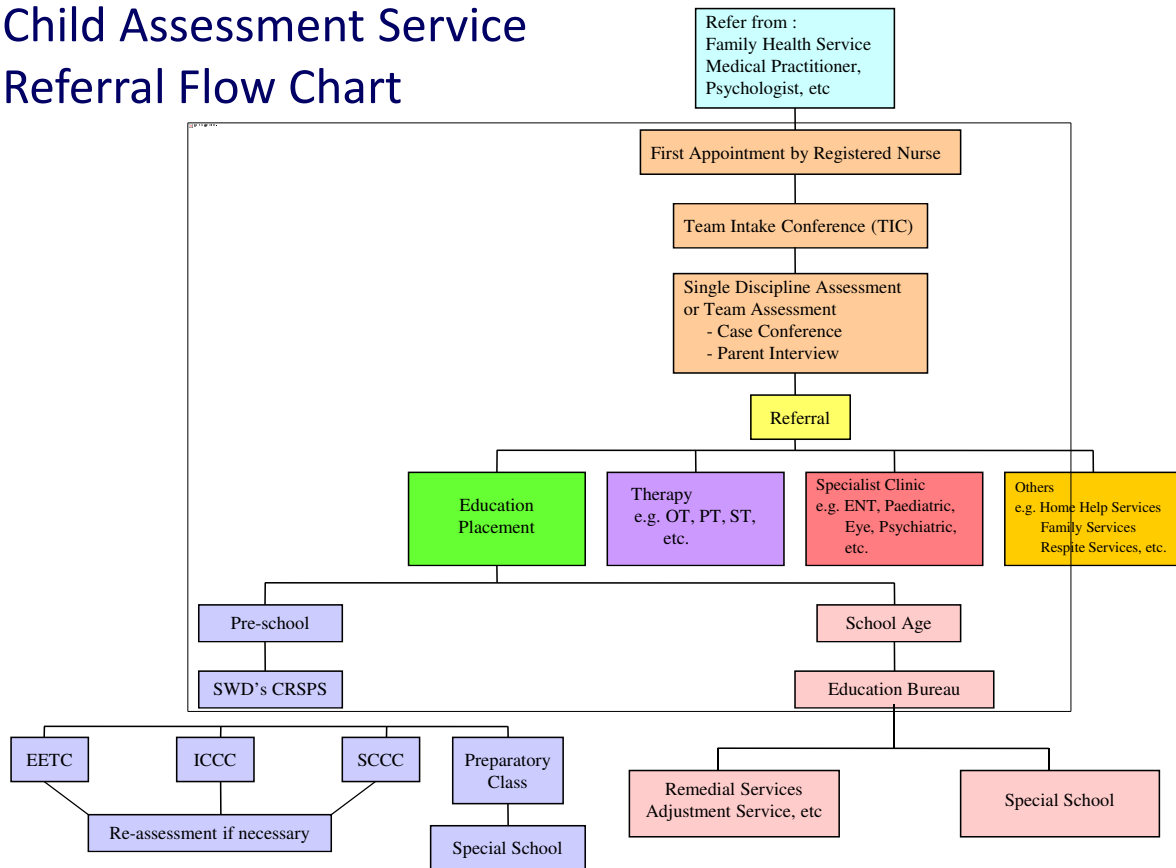 Child Assessment Service
Referral Flow Chart
Refer from :
Family Health Service
Medical Practitioner,
Psychologist, etc
First Appointment by Registered Nurse
Team Intake Conference (TIC)
Single Discipline Assessment
or Team Assessment
- Case Conference
- Parent Interview
Referral
Education
Placement
Therapy
e.g. OT, PT, ST,
etc.
Specialist Clinic
e.g. ENT, Paediatric,
Eye, Psychiatric,
etc.
Others
e.g. Home Help Services
Family Services
Respite Services, etc.
Pre-school
School Age
SWD's CRSPS
Education Bureau
EETC
ICCC
SCCC
Preparatory
Class
Remedial Services
Adjustment Service, etc
Special School
Re-assessment if necessary
Special School